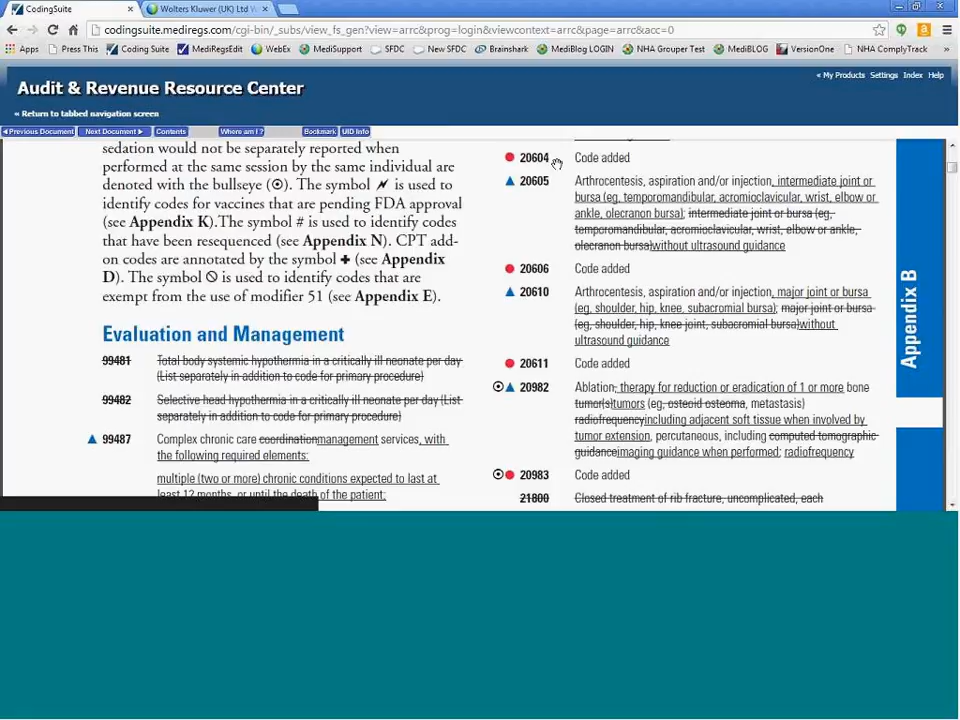 CodingSuite
Wolters Kluwer (UK) Ltd W
codingsuite.mediregs.com/cgi-bin/_subs/view_fs_gen?view=arrc&prog=login&viewcontext=arrc&page=arrc&acc=0
Apps Press This Coding Suite MediRegsEdit WebEx MediSupport SFDC New SFDC Brainshark MediBlog LOGIN NHA Grouper Test MediBLOG VersionOne NHA ComplyTrack
« My Products Settings Index Help
Audit & Revenue Resource Center
« Return to tabbed navigation screen
Previous Document Next Document Contents Where am I ? Bookmark UID Info
sedation would not be separately reported when
performed at the same session by the same individual are
denoted with the bullseye (⊙). The symbol ⚡ is used to
identify codes for vaccines that are pending FDA approval
(see Appendix K).The symbol # is used to identify codes
that have been resequenced (see Appendix N). CPT add-
on codes are annotated by the symbol ✚ (see Appendix
D). The symbol ⃠ is used to identify codes that are
exempt from the use of modifier 51 (see Appendix E).
Evaluation and Management
99481 Total body systemic hypothermia in a critically ill neonate per day
(List separately in addition to code for primary procedure)
99482 Selective head hypothermia in a critically ill neonate per day (List
separately in addition to code for primary procedure)
▲ 99487 Complex chronic care coordinationmanagement services, with
the following required elements:
multiple (two or more) chronic conditions expected to last at
least 12 months, or until the death of the patient;
● 20604 Code added
▲ 20605 Arthrocentesis, aspiration and/or injection, intermediate joint or
bursa (eg, temporomandibular, acromioclavicular, wrist, elbow or
ankle, olecranon bursa); intermediate joint or bursa (eg,
temporomandibular, acromioclavicular, wrist, elbow or ankle,
olecranon bursa)without ultrasound guidance
● 20606 Code added
▲ 20610 Arthrocentesis, aspiration and/or injection, major joint or bursa
(eg, shoulder, hip, knee, subacromial bursa); major joint or bursa
(eg, shoulder, hip, knee joint, subacromial bursa)without
ultrasound guidance
● 20611 Code added
⊙▲ 20982 Ablation, therapy for reduction or eradication of 1 or more bone
tumor(s)tumors (eg, osteoid osteoma, metastasis)
radiofrequencyincluding adjacent soft tissue when involved by
tumor extension, percutaneous, including computed tomographic
guidanceimaging guidance when performed; radiofrequency
⊙● 20983 Code added
21800 Closed treatment of rib fracture, uncomplicated, each
Appendix B